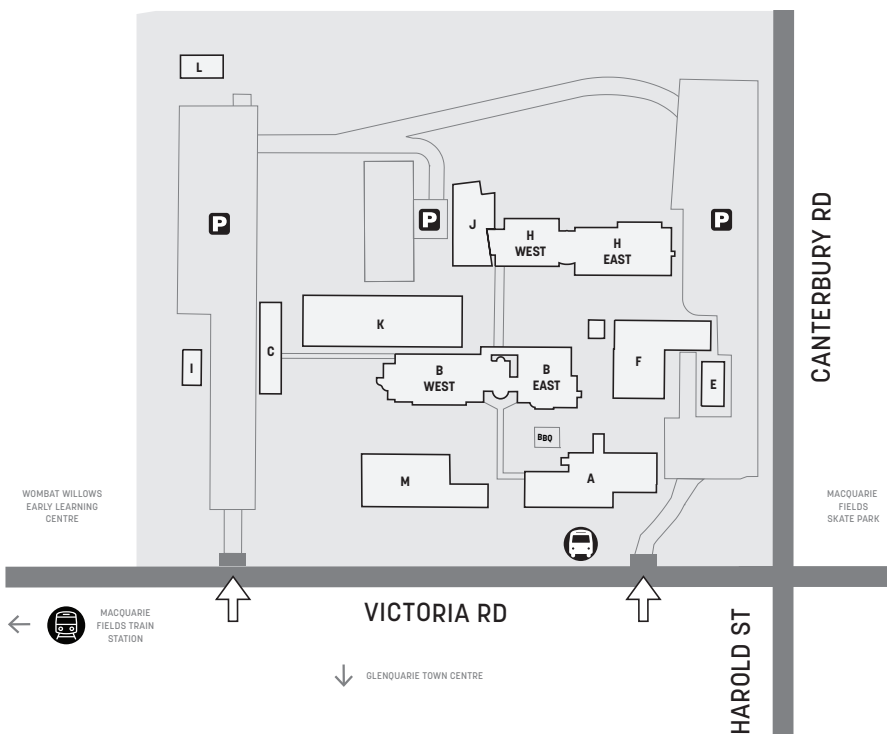 L
P
P
J
H
WEST
H
EAST
P
CANTERBURY RD
K
C
I
B
WEST
B
EAST
F
E
BBQ
M
A
WOMBAT WILLOWS
EARLY LEARNING
CENTRE
MACQUARIE
FIELDS
SKATE PARK
MACQUARIE
FIELDS TRAIN
STATION
VICTORIA RD
HAROLD ST
GLENQUARIE TOWN CENTRE